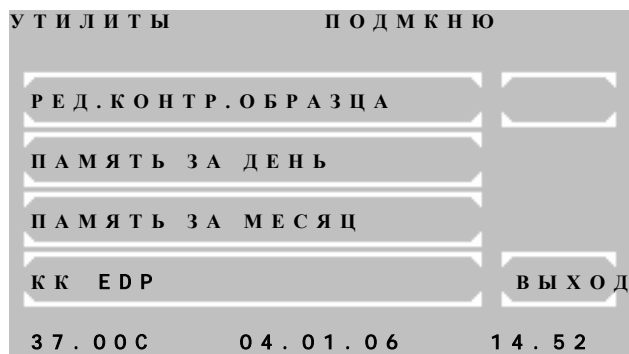 УТИЛИТЫ ПОДМКНЮ
РЕД.КОНТР.ОБРАЗЦА
ПАМЯТЬ ЗА ДЕНЬ
ПАМЯТЬ ЗА МЕСЯЦ
КК EDP ВЫХОД
37.00C 04.01.06 14.52